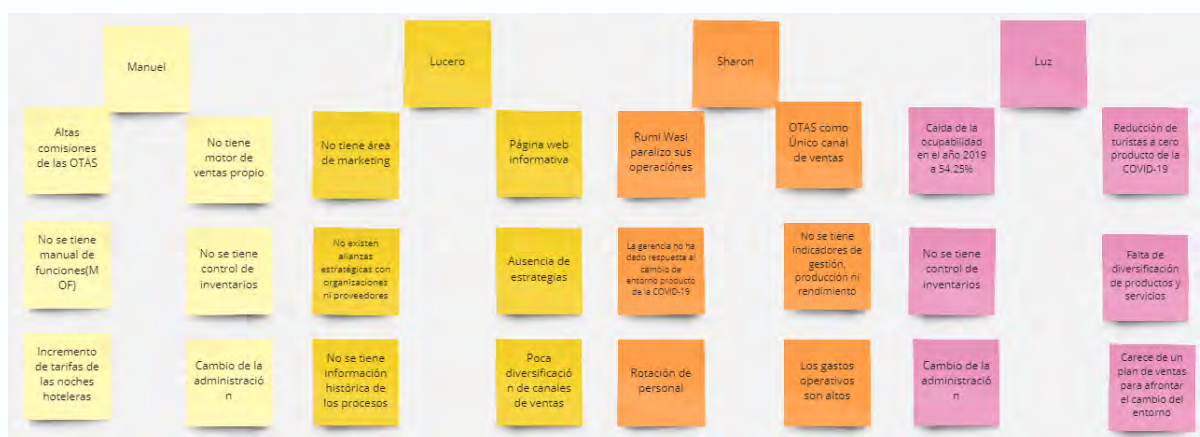 Manuel
Lucero
Sharon
Luz
Altas
comisiones
de las OTAS
No tiene
motor de
ventas propio
No tiene área
de marketing
Página web
informativa
Rumi Wasi
paralizo sus
operaciónes
OTAS como
Único canal
de ventas
Caida de la
ocupabilidad
en el año 2019
a 54.25%
Reducción de
turistas a cero
producto de la
COVID-19
No se tiene
manual de
funciones(M
OF)
No se tiene
control de
inventarios
No existen
alianzas
estratégicas con
organizaciones
ni proveedores
Ausencia de
estrategias
La gerencia no ha
dado respuesta al
cambio de
entorno producto
de la COVID-19
No se tiene
indicadores de
gestión,
producción ni
rendimiento
No se tiene
control de
inventarios
Falta de
diversificación
de productos y
servicios
Incremento
de tarifas de
las noches
hoteleras
Cambio de la
administració
n
No se tiene
información
histórica de
los procesos
Poca
diversificació
n de canales
de ventas
Rotación de
personal
Los gastos
operativos
son altos
Cambio de la
administració
n
Carece de un
plan de ventas
para afrontar
el cambio del
entorno